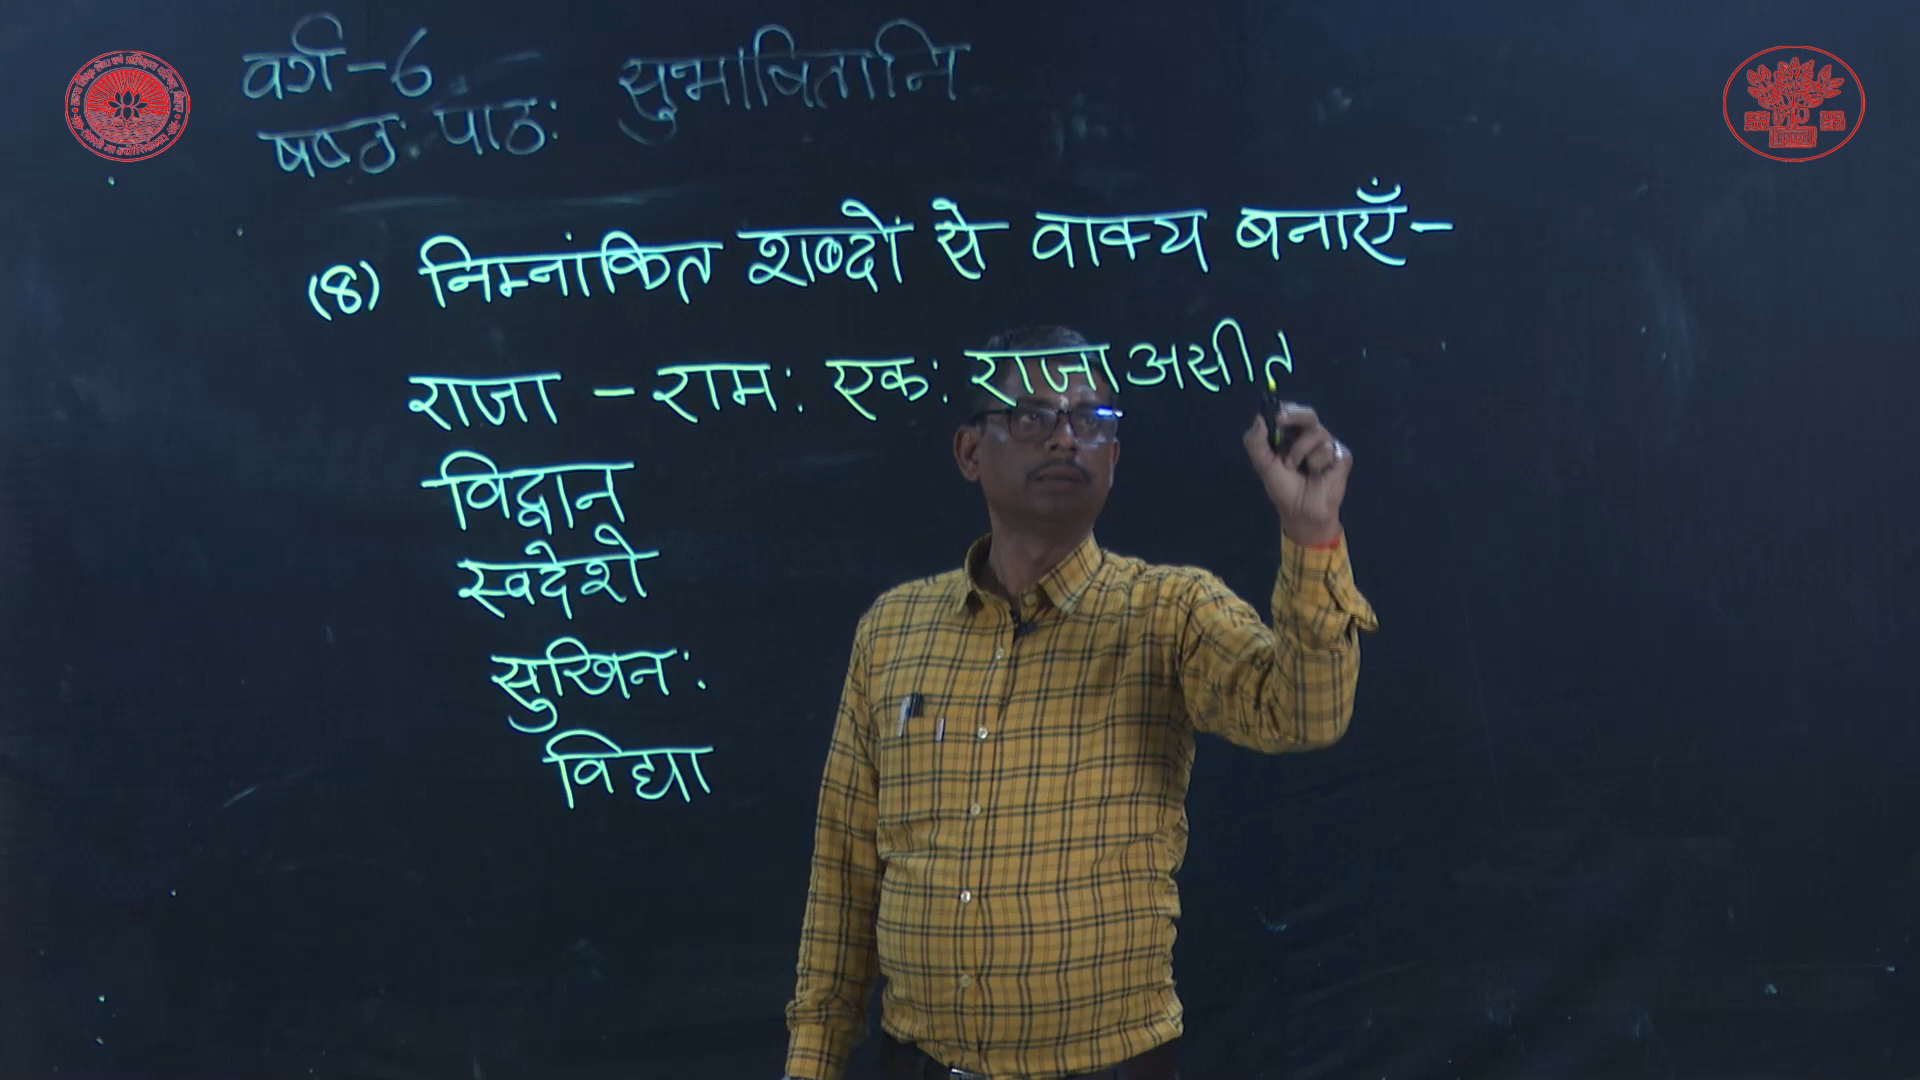 वर्ग-6
षष्ठः पाठः सुभाषितानि
(8) निम्नांकित शब्दों से वाक्य बनाएँ-
राजा - रामः एकः राजा असीत
विद्वान
स्वदेशे
सुखिनः
विद्या